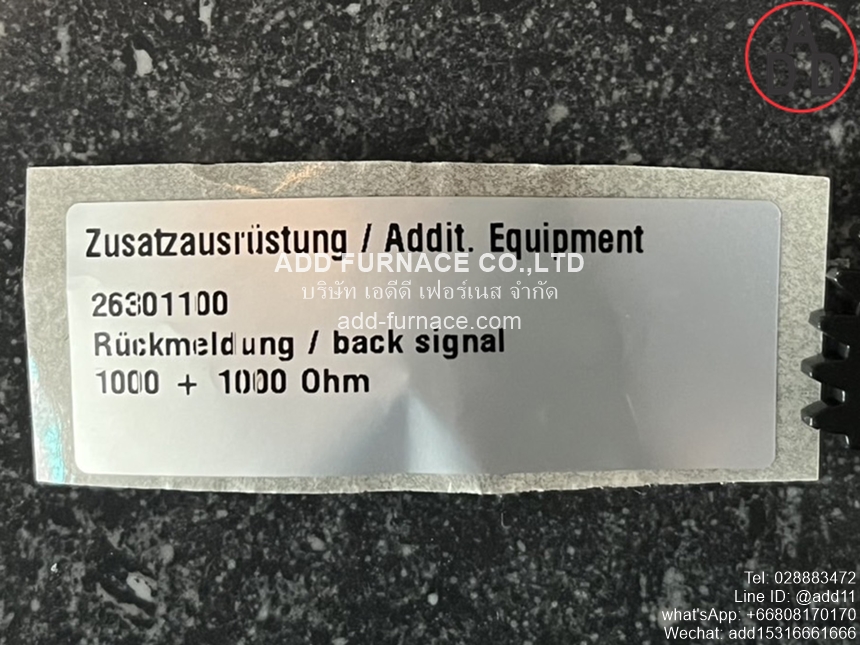 ADD
Zusatzausrüstung / Addit. Equipment
ADD FURNACE CO.,LTD
บริษัท เอดีดี เฟอร์เนส จำกัด
26301100
add-furnace.com
Rückmeldung / back signal
1000 + 1000 Ohm
Tel: 028883472
Line ID: @add11
what'sApp: +66808170170
Wechat: add15316661666